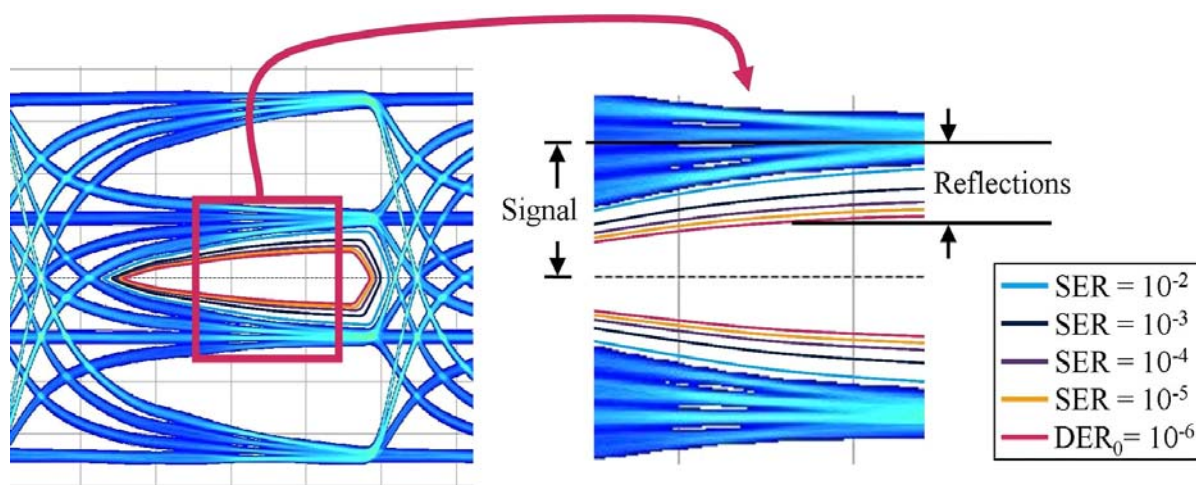 Signal
Reflections
SER = 10⁻²
SER = 10⁻³
SER = 10⁻⁴
SER = 10⁻⁵
DER₀= 10⁻⁶